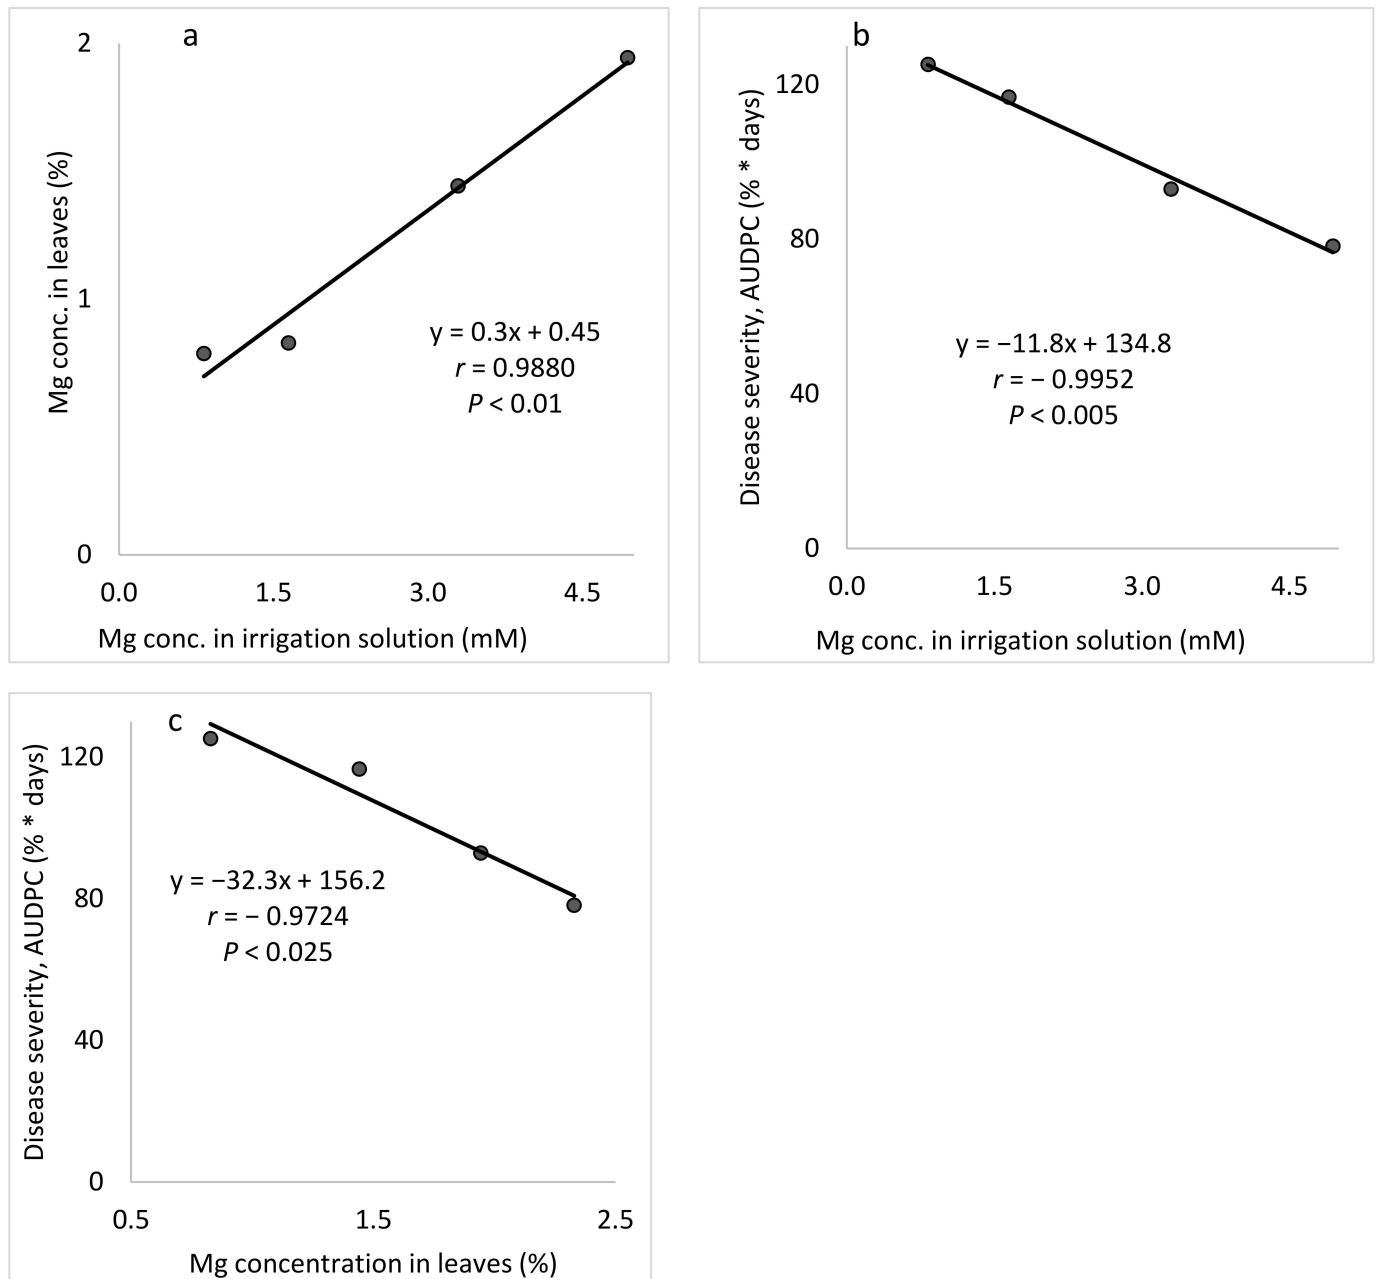 a
2
1
0
Mg conc. in leaves (%)
y = 0.3x + 0.45
r = 0.9880
P < 0.01
0.0 1.5 3.0 4.5
Mg conc. in irrigation solution (mM)
b
120
80
40
0
Disease severity, AUDPC (% * days)
y = −11.8x + 134.8
r = − 0.9952
P < 0.005
0.0 1.5 3.0 4.5
Mg conc. in irrigation solution (mM)
c
120
80
40
0
Disease severity, AUDPC (% * days)
y = −32.3x + 156.2
r = − 0.9724
P < 0.025
0.5 1.5 2.5
Mg concentration in leaves (%)